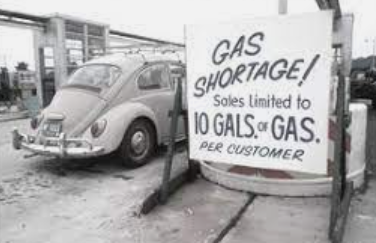 GAS
SHORTAGE!
Sales Limited to
10 GALS. OF GAS.
PER CUSTOMER